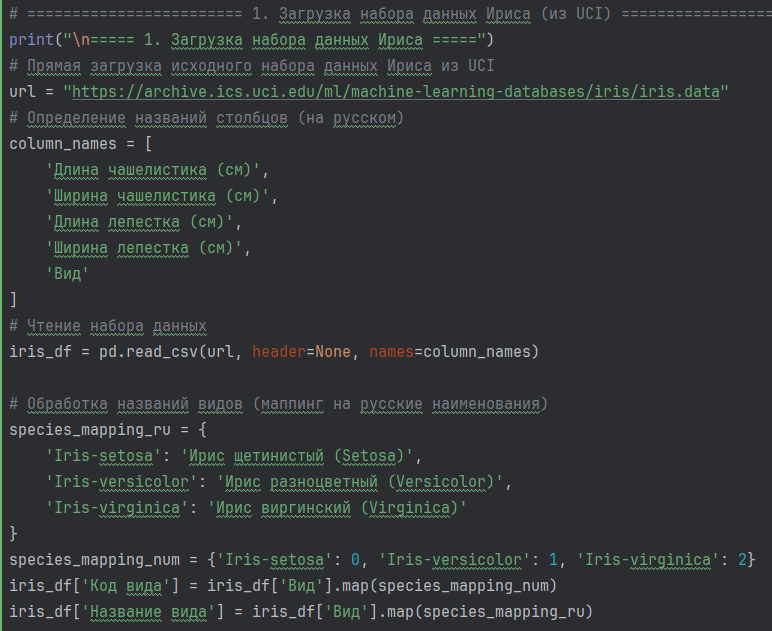 # ======================== 1. Загрузка набора данных Ириса (из UCI) =================
print("\n===== 1. Загрузка набора данных Ириса =====")
# Прямая загрузка исходного набора данных Ириса из UCI
url = "https://archive.ics.uci.edu/ml/machine-learning-databases/iris/iris.data"
# Определение названий столбцов (на русском)
column_names = [
    'Длина чашелистика (см)',
    'Ширина чашелистика (см)',
    'Длина лепестка (см)',
    'Ширина лепестка (см)',
    'Вид'
]
# Чтение набора данных
iris_df = pd.read_csv(url, header=None, names=column_names)

# Обработка названий видов (маппинг на русские наименования)
species_mapping_ru = {
    'Iris-setosa': 'Ирис щетинистый (Setosa)',
    'Iris-versicolor': 'Ирис разноцветный (Versicolor)',
    'Iris-virginica': 'Ирис виргинский (Virginica)'
}
species_mapping_num = {'Iris-setosa': 0, 'Iris-versicolor': 1, 'Iris-virginica': 2}
iris_df['Код вида'] = iris_df['Вид'].map(species_mapping_num)
iris_df['Название вида'] = iris_df['Вид'].map(species_mapping_ru)